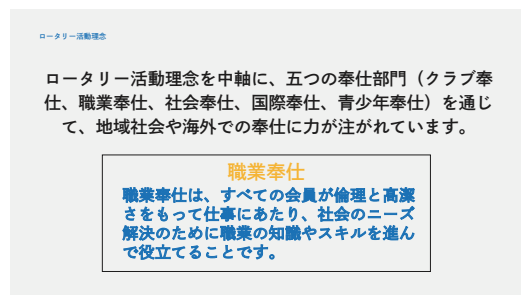 ロータリー活動理念
ロータリー活動理念を中軸に、五つの奉仕部門（クラブ奉
仕、職業奉仕、社会奉仕、国際奉仕、青少年奉仕）を通じ
て、地域社会や海外での奉仕に力が注がれています。
職業奉仕
職業奉仕は、すべての会員が倫理と高潔
さをもって仕事にあたり、社会のニーズ
解決のために職業の知識やスキルを進ん
で役立てることです。